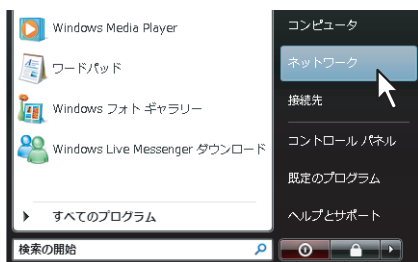 Windows Media Player
ワードパッド
Windows フォト ギャラリー
Windows Live Messenger ダウンロード
すべてのプログラム
検索の開始
コンピュータ
ネットワーク
接続先
コントロール パネル
既定のプログラム
ヘルプとサポート